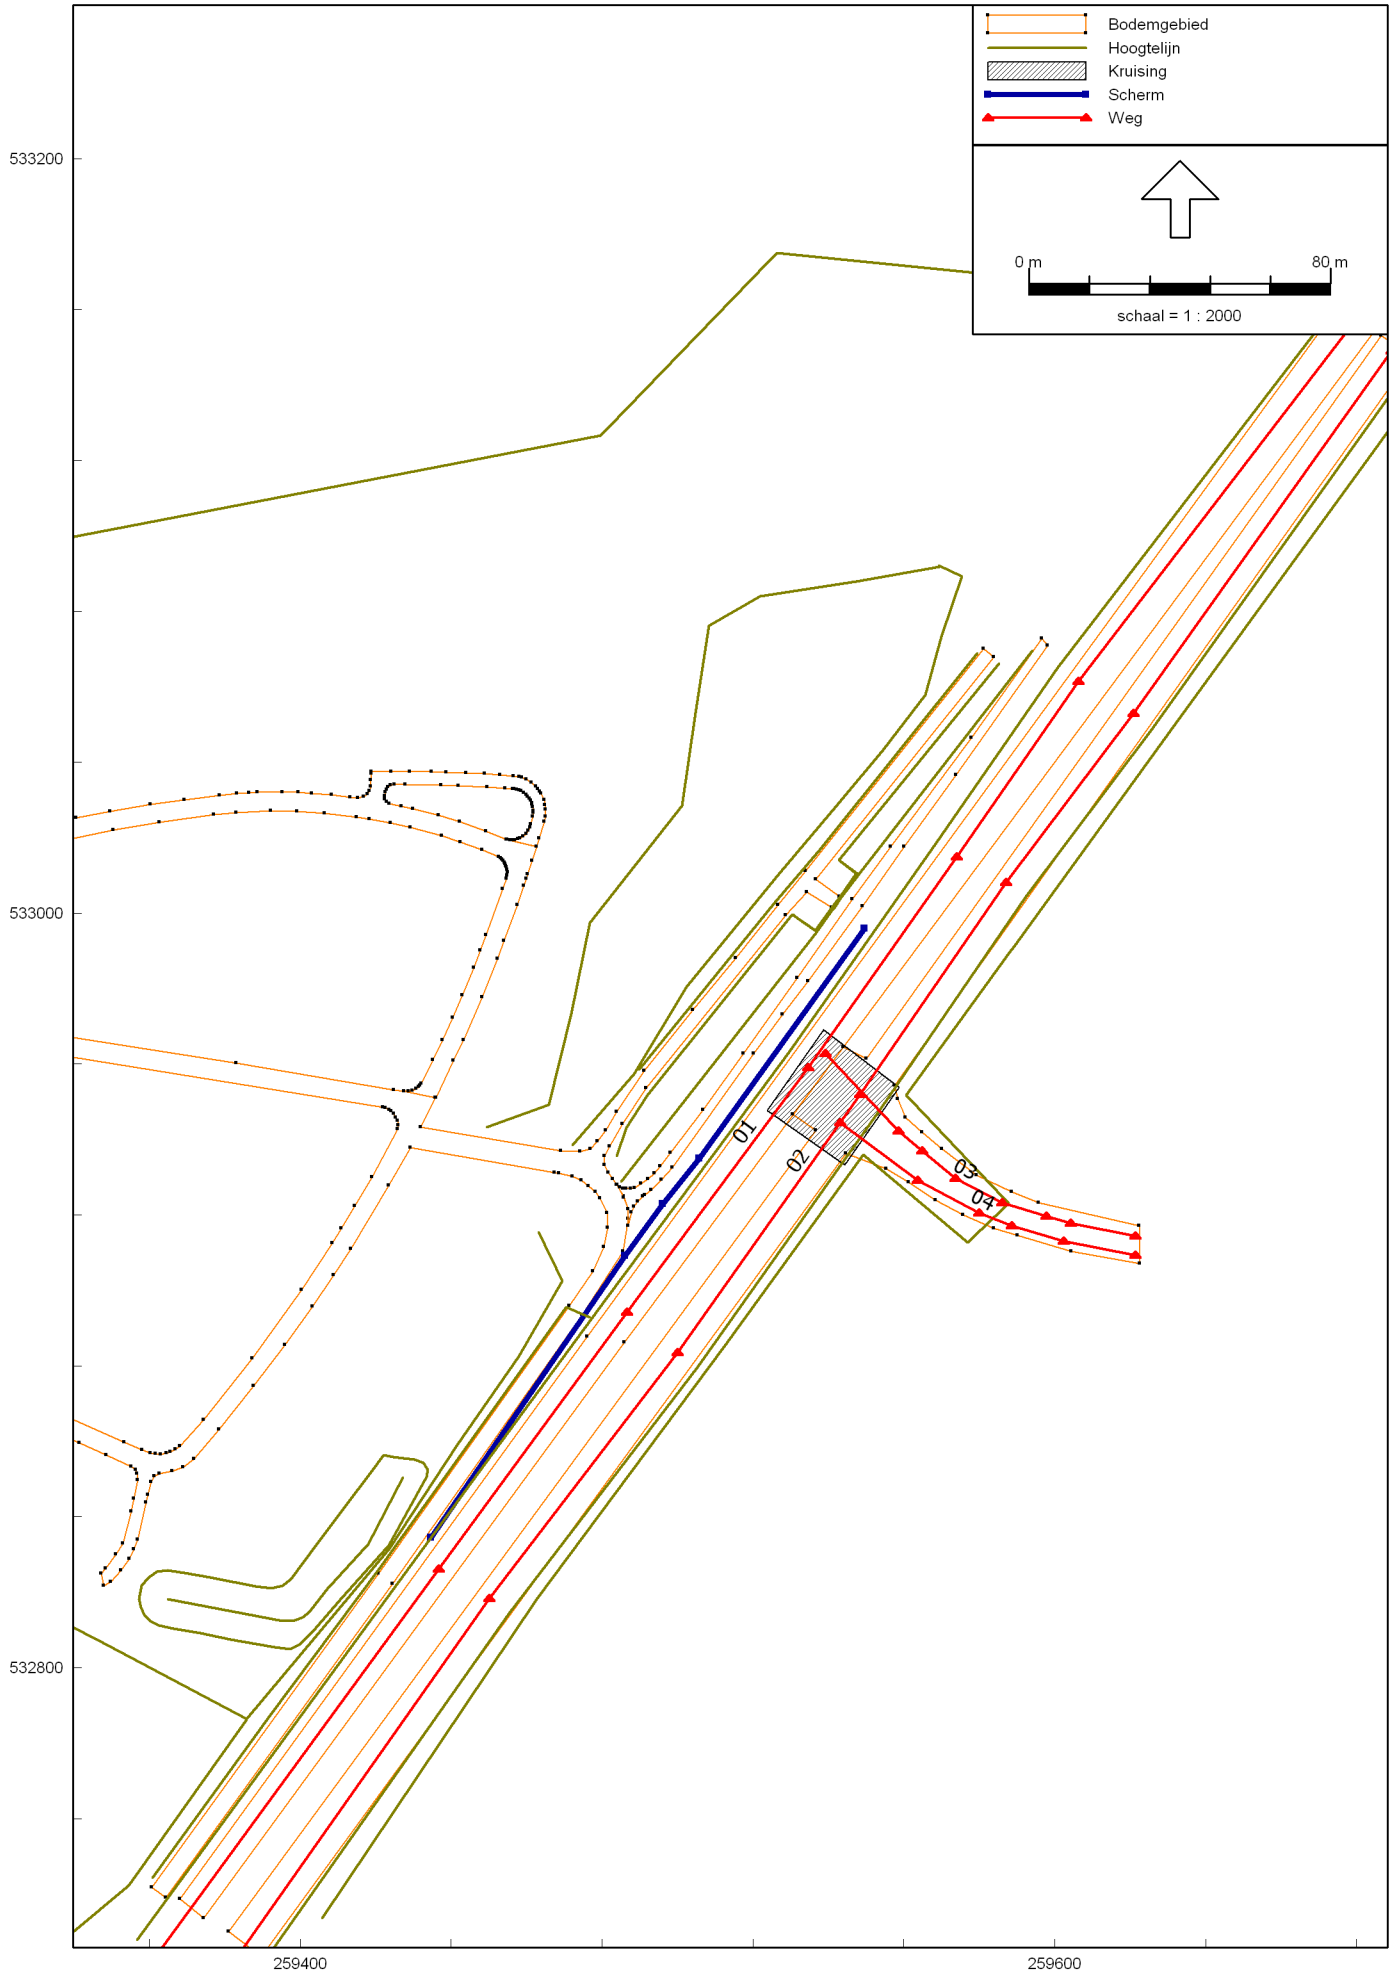 Bodemgebied
Hoogtelijn
Kruising
Scherm
Weg
533200
0 m 80 m
schaal = 1 : 2000
533000
01
02
03
04
532800
259400 259600